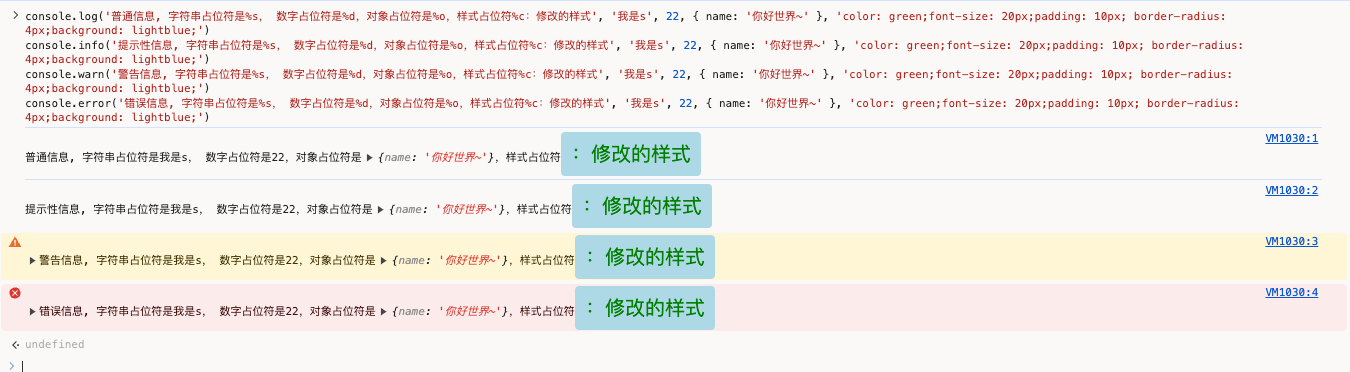 console.log('普通信息, 字符串占位符是%s,  数字占位符是%d, 对象占位符是%o, 样式占位符%c: 修改的样式', '我是s', 22, { name: '你好世界~' }, 'color: green;font-size: 20px;padding: 10px; border-radius:
4px;background: lightblue;')
console.info('提示性信息, 字符串占位符是%s,  数字占位符是%d, 对象占位符是%o, 样式占位符%c: 修改的样式', '我是s', 22, { name: '你好世界~' }, 'color: green;font-size: 20px;padding: 10px; border-radius:
4px;background: lightblue;')
console.warn('警告信息, 字符串占位符是%s,  数字占位符是%d, 对象占位符是%o, 样式占位符%c: 修改的样式', '我是s', 22, { name: '你好世界~' }, 'color: green;font-size: 20px;padding: 10px; border-radius:
4px;background: lightblue;')
console.error('错误信息, 字符串占位符是%s,  数字占位符是%d, 对象占位符是%o, 样式占位符%c: 修改的样式', '我是s', 22, { name: '你好世界~' }, 'color: green;font-size: 20px;padding: 10px; border-radius:
4px;background: lightblue;')
VM1030:1
普通信息, 字符串占位符是我是s,  数字占位符是22, 对象占位符是 ▶ {name: '你好世界~'}, 样式占位符: 修改的样式
VM1030:2
提示性信息, 字符串占位符是我是s,  数字占位符是22, 对象占位符是 ▶ {name: '你好世界~'}, 样式占位符: 修改的样式
VM1030:3
▶ 警告信息, 字符串占位符是我是s,  数字占位符是22, 对象占位符是 ▶ {name: '你好世界~'}, 样式占位符: 修改的样式
VM1030:4
▶ 错误信息, 字符串占位符是我是s,  数字占位符是22, 对象占位符是 ▶ {name: '你好世界~'}, 样式占位符: 修改的样式
undefined